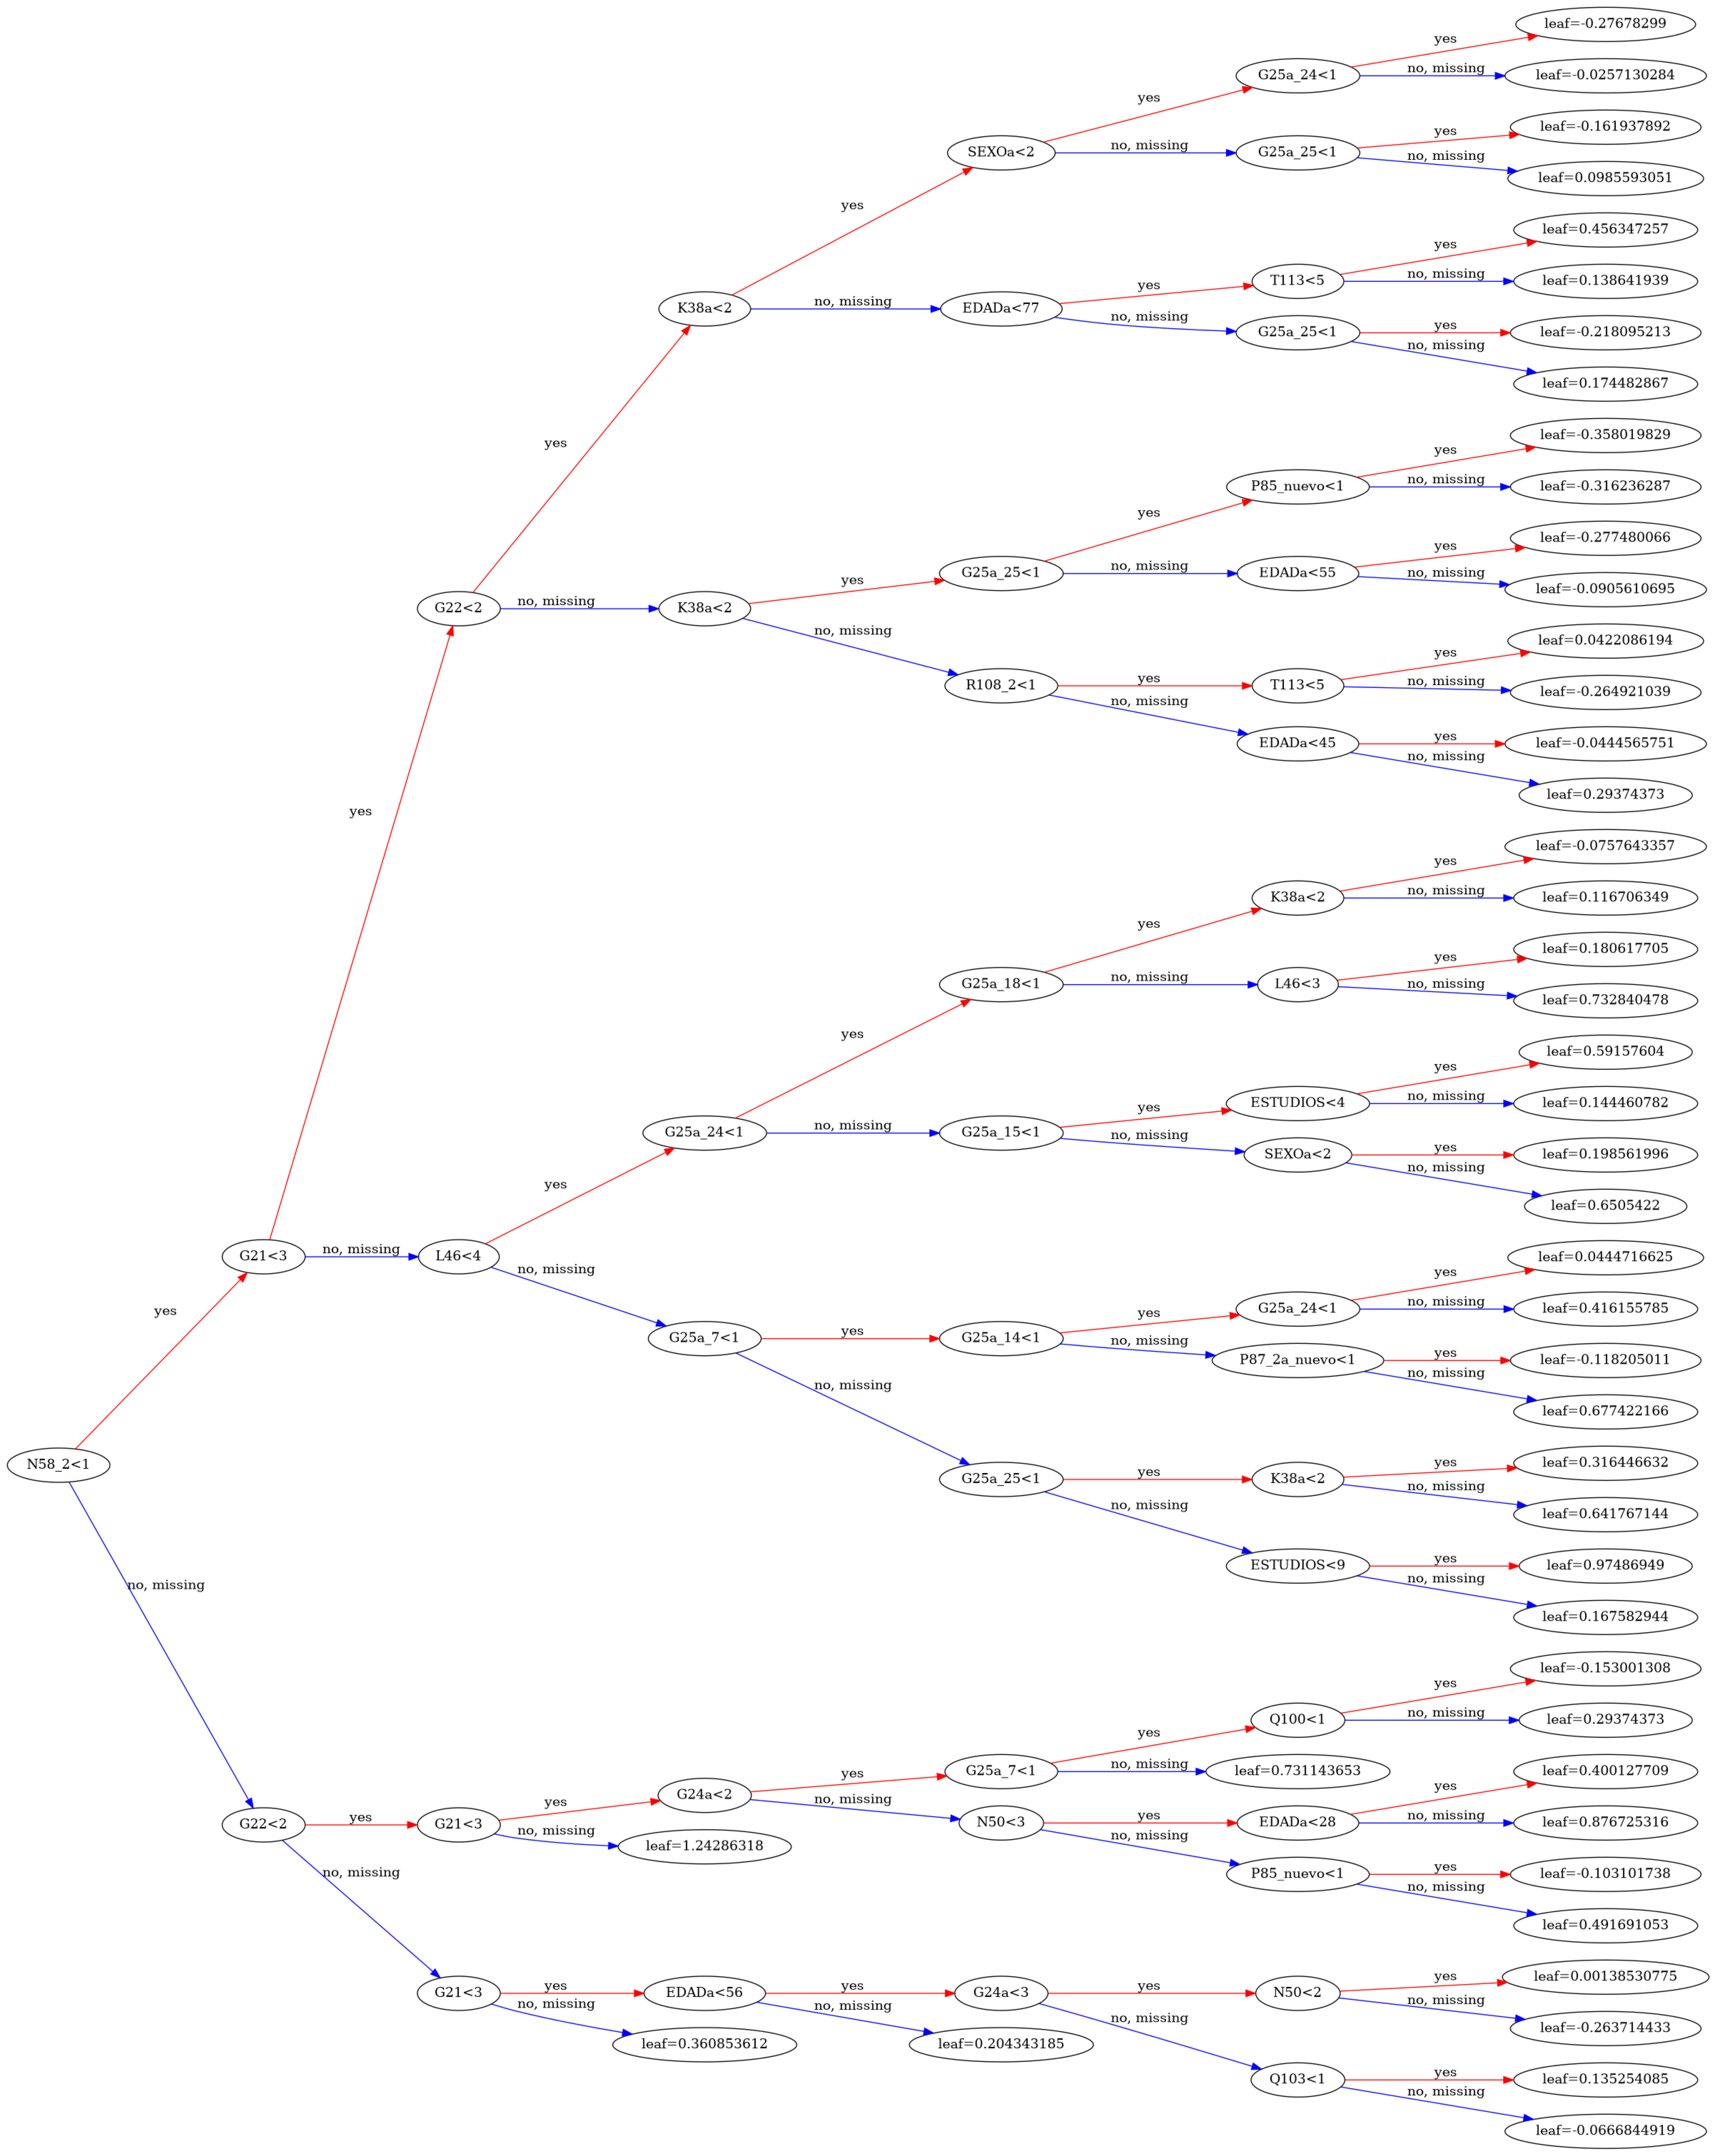 leaf=-0.27678299
yes
G25a_24<1
no, missing
leaf=-0.0257130284
yes
SEXOa<2
no, missing
G25a_25<1
yes
leaf=-0.161937892
no, missing
leaf=0.0985593051
yes
K38a<2
no, missing
EDADa<77
yes
T113<5
yes
leaf=0.456347257
no, missing
leaf=0.138641939
no, missing
G25a_25<1
yes
leaf=-0.218095213
no, missing
leaf=0.174482867
yes
G22<2
no, missing
K38a<2
yes
G25a_25<1
yes
P85_nuevo<1
yes
leaf=-0.358019829
no, missing
leaf=-0.316236287
no, missing
EDADa<55
yes
leaf=-0.277480066
no, missing
leaf=-0.0905610695
no, missing
R108_2<1
yes
T113<5
yes
leaf=0.0422086194
no, missing
leaf=-0.264921039
no, missing
EDADa<45
yes
leaf=-0.0444565751
no, missing
leaf=0.29374373
yes
G21<3
no, missing
L46<4
yes
G25a_24<1
yes
G25a_18<1
yes
K38a<2
yes
leaf=-0.0757643357
no, missing
leaf=0.116706349
no, missing
L46<3
yes
leaf=0.180617705
no, missing
leaf=0.732840478
no, missing
G25a_15<1
yes
ESTUDIOS<4
yes
leaf=0.59157604
no, missing
leaf=0.144460782
no, missing
SEXOa<2
yes
leaf=0.198561996
no, missing
leaf=0.6505422
no, missing
G25a_7<1
yes
G25a_14<1
yes
G25a_24<1
yes
leaf=0.0444716625
no, missing
leaf=0.416155785
no, missing
P87_2a_nuevo<1
yes
leaf=-0.118205011
no, missing
leaf=0.677422166
no, missing
G25a_25<1
yes
K38a<2
yes
leaf=0.316446632
no, missing
leaf=0.641767144
no, missing
ESTUDIOS<9
yes
leaf=0.97486949
no, missing
leaf=0.167582944
yes
N58_2<1
no, missing
G22<2
yes
G21<3
yes
G24a<2
yes
G25a_7<1
yes
Q100<1
yes
leaf=-0.153001308
no, missing
leaf=0.29374373
no, missing
leaf=0.731143653
no, missing
N50<3
yes
EDADa<28
yes
leaf=0.400127709
no, missing
leaf=0.876725316
no, missing
P85_nuevo<1
yes
leaf=-0.103101738
no, missing
leaf=0.491691053
no, missing
leaf=1.24286318
no, missing
G21<3
yes
EDADa<56
yes
G24a<3
yes
N50<2
yes
leaf=0.00138530775
no, missing
leaf=-0.263714433
no, missing
Q103<1
yes
leaf=0.135254085
no, missing
leaf=-0.0666844919
no, missing
leaf=0.204343185
no, missing
leaf=0.360853612